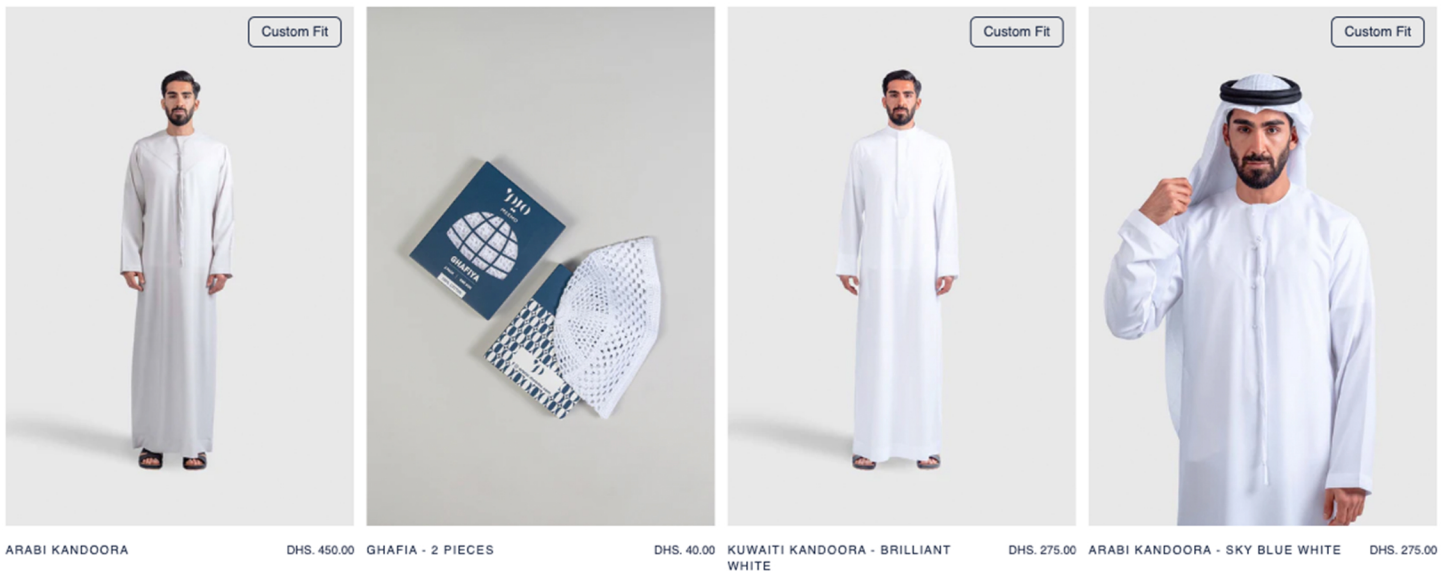 Custom Fit
ARABI KANDOORA
DHS. 450.00
GHAFIYA
GHAFIA - 2 PIECES
DHS. 40.00
Custom Fit
KUWAITI KANDOORA - BRILLIANT
WHITE
DHS. 275.00
Custom Fit
ARABI KANDOORA - SKY BLUE WHITE
DHS. 275.00